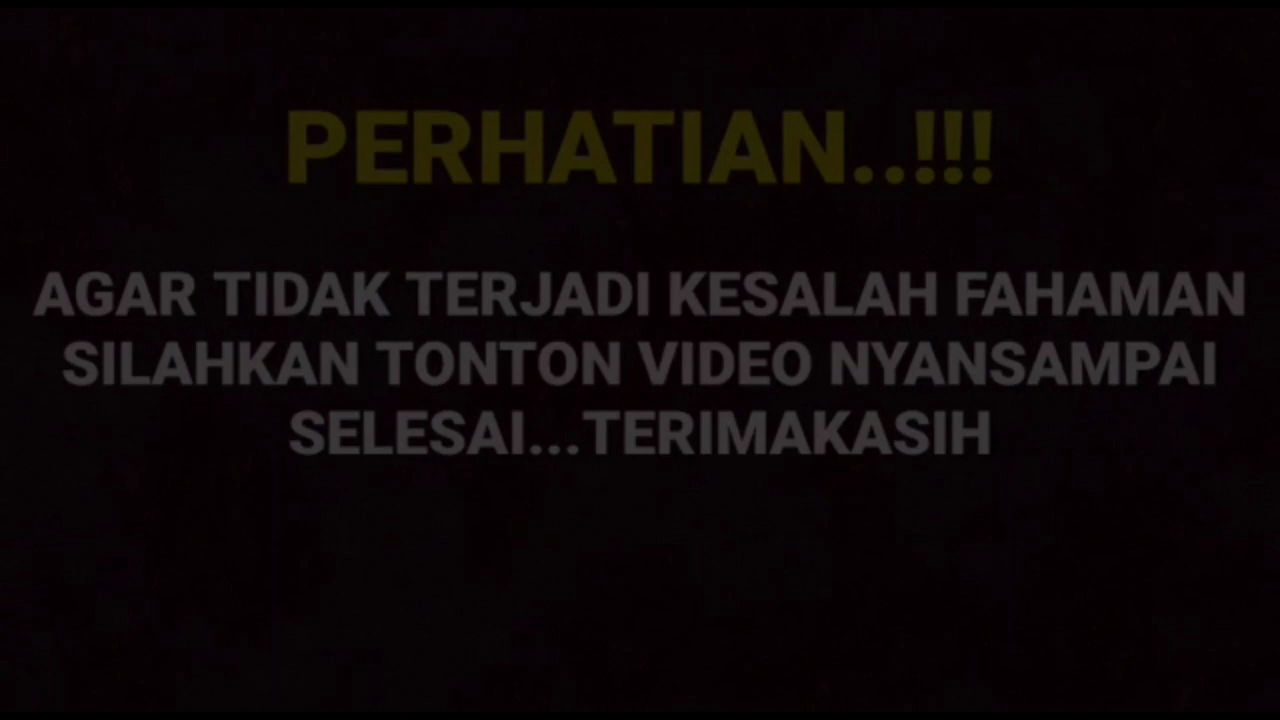 PERHATIAN..!!!
AGAR TIDAK TERJADI KESALAH FAHAMAN
SILAHKAN TONTON VIDEO NYANSAMPAI
SELESAI...TERIMAKASIH